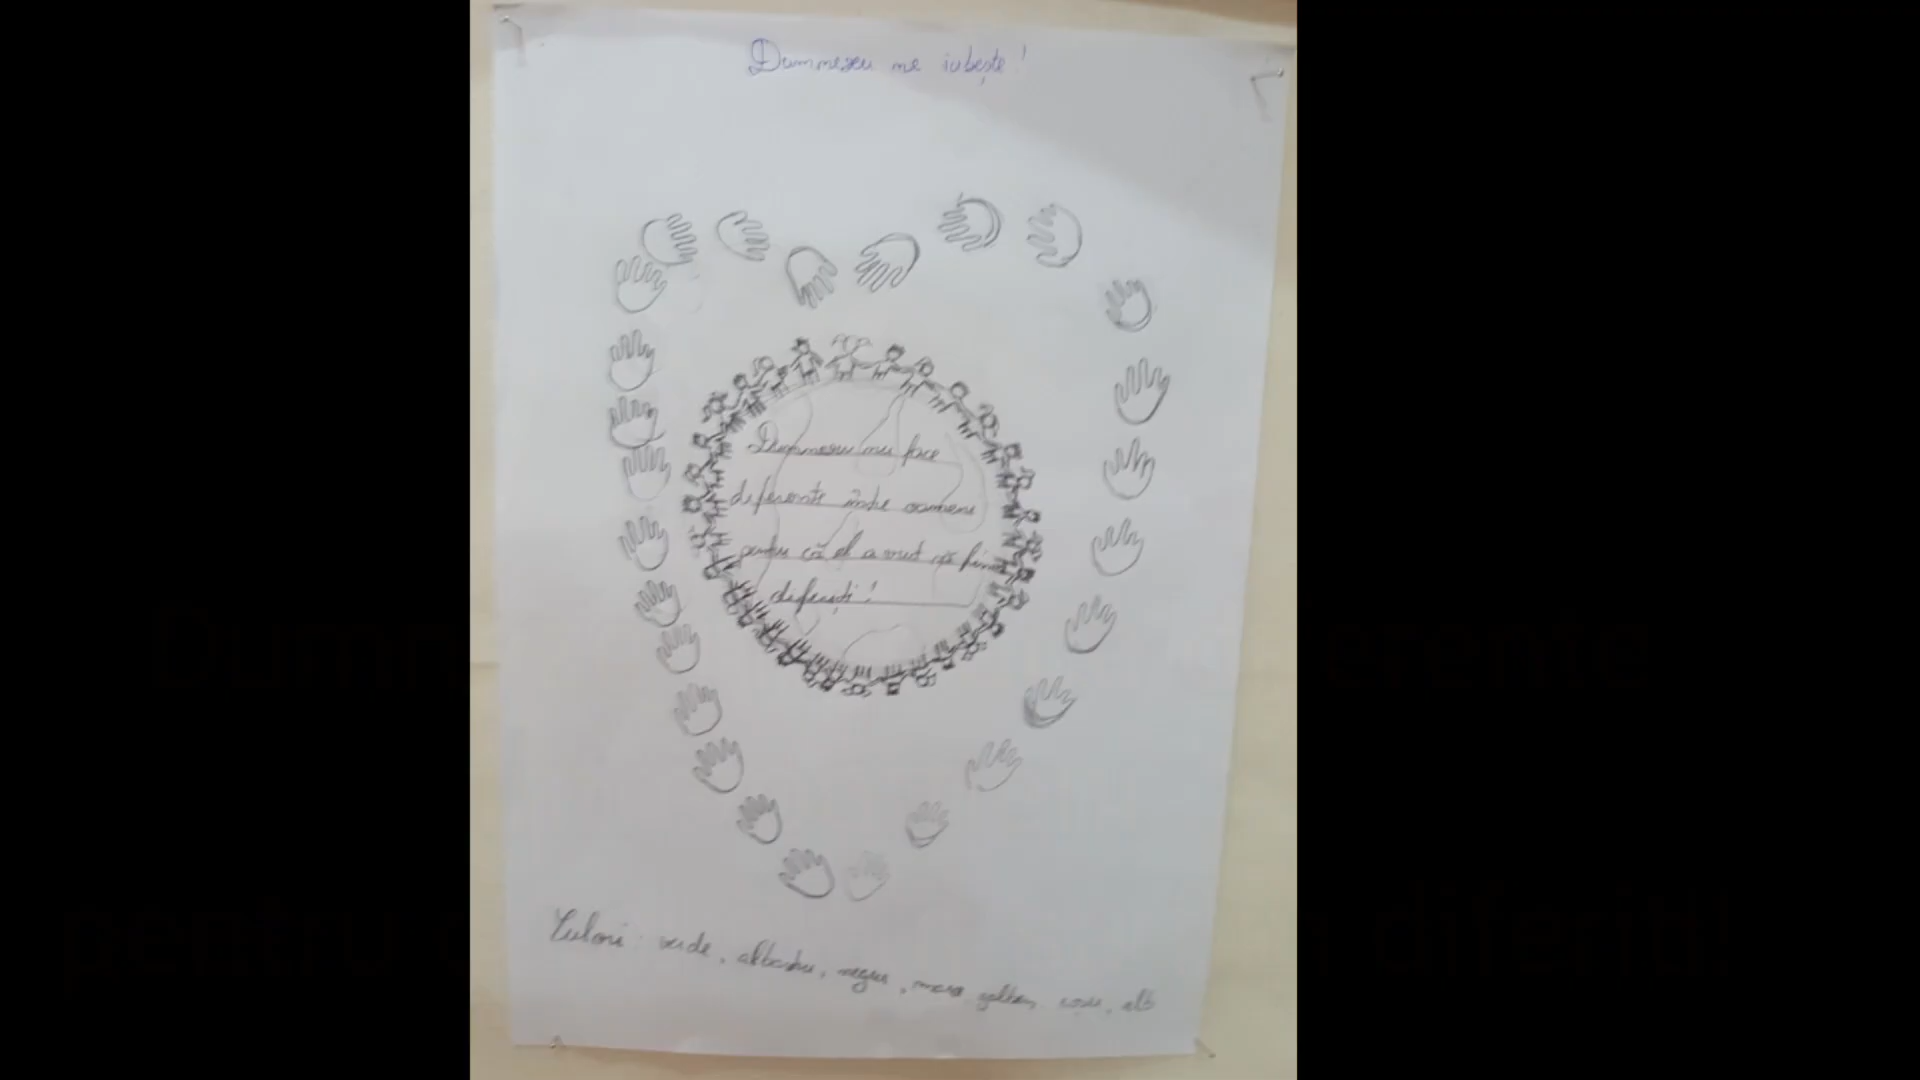 Dumnezeu ne iubește!
Dumnezeu nu face
diferente între oameni
pentru că el a vrut să fim
diferiți!
Culori: verde, albastru, negru, maro galben, roșu, alb